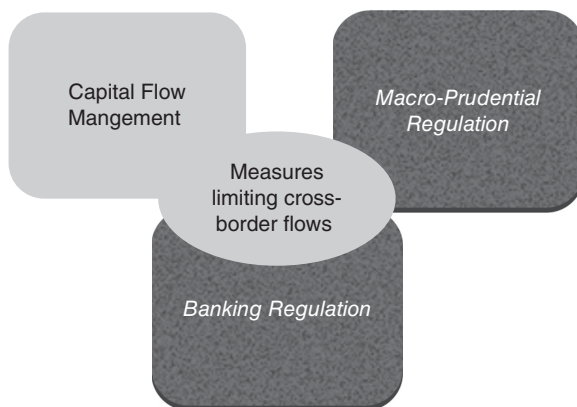 Capital Flow
Mangement
Macro-Prudential
Regulation
Measures
limiting cross-
border flows
Banking Regulation